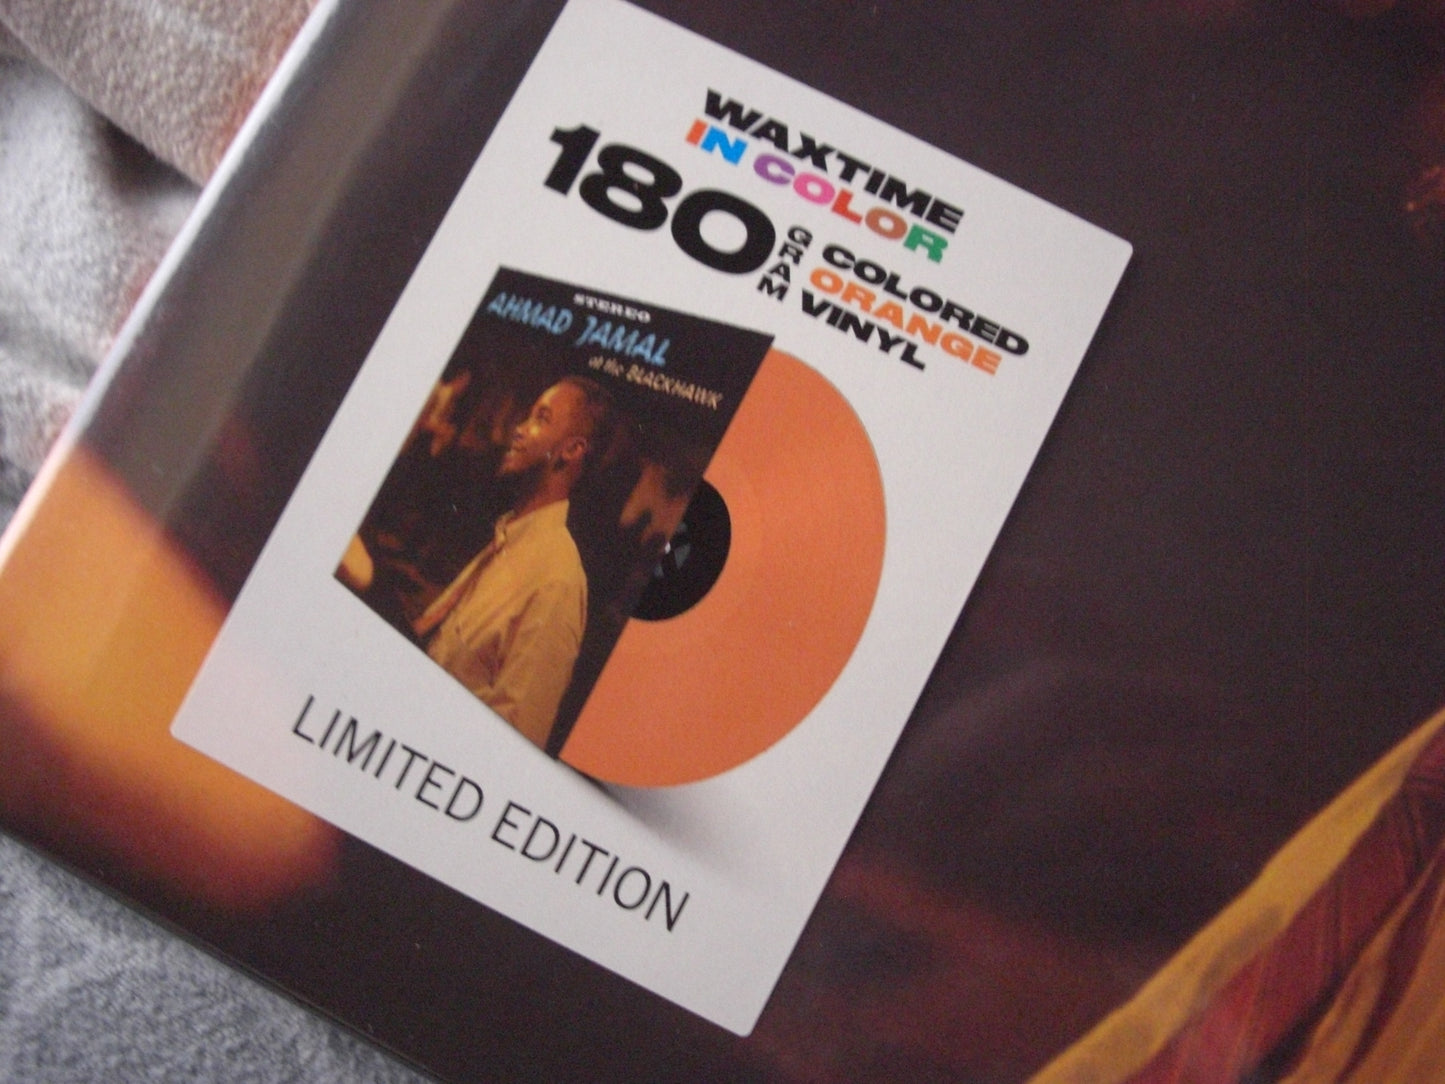 WAXTIME
IN COLOR
180
GRAM
COLORED
ORANGE
VINYL
STEREO
AHMAD JAMAL
at the BLACKHAWK
LIMITED EDITION